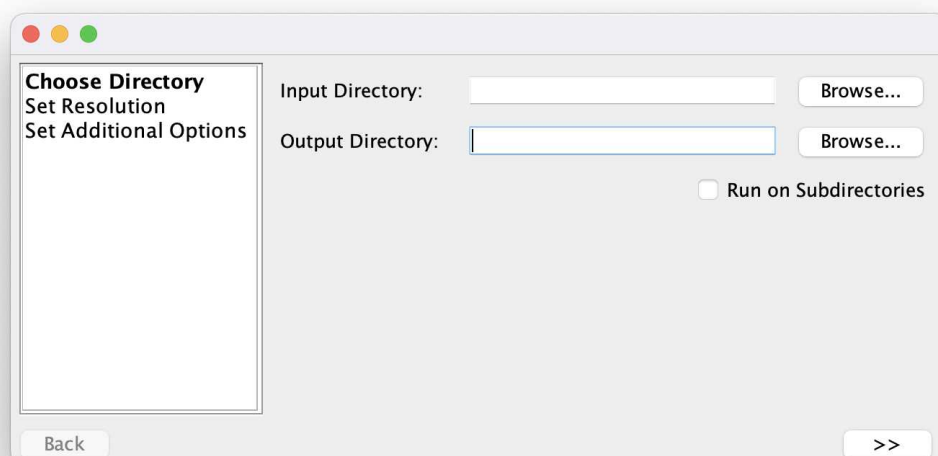 Choose Directory
Set Resolution
Set Additional Options
Input Directory:
Browse...
Output Directory:
Browse...
Run on Subdirectories
Back
>>